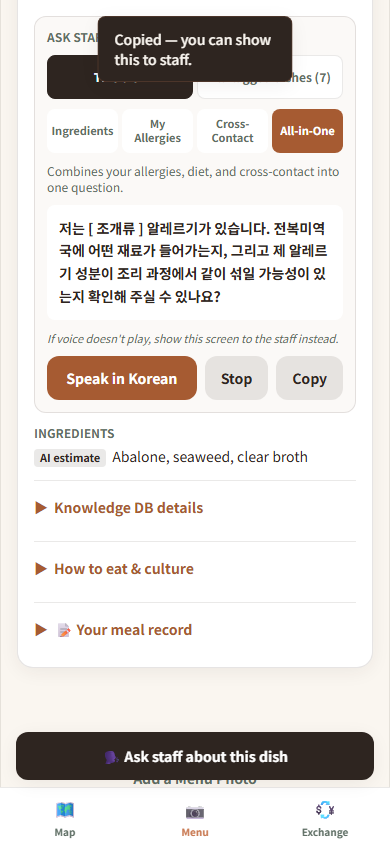 ASK STA
Copied — you can show
this to staff.
hes (7)
Ingredients
My
Allergies
Cross-
Contact
All-in-One
Combines your allergies, diet, and cross-contact into
one question.
저는 [ 조개류 ] 알레르기가 있습니다. 전복미역
국에 어떤 재료가 들어가는지, 그리고 제 알레르
기 성분이 조리 과정에서 같이 섞일 가능성이 있
는지 확인해 주실 수 있나요?
If voice doesn't play, show this screen to the staff instead.
Speak in Korean
Stop
Copy
INGREDIENTS
AI estimate Abalone, seaweed, clear broth
Knowledge DB details
How to eat & culture
Your meal record
Ask staff about this dish
Add a Menu Photo
Map
Menu
Exchange